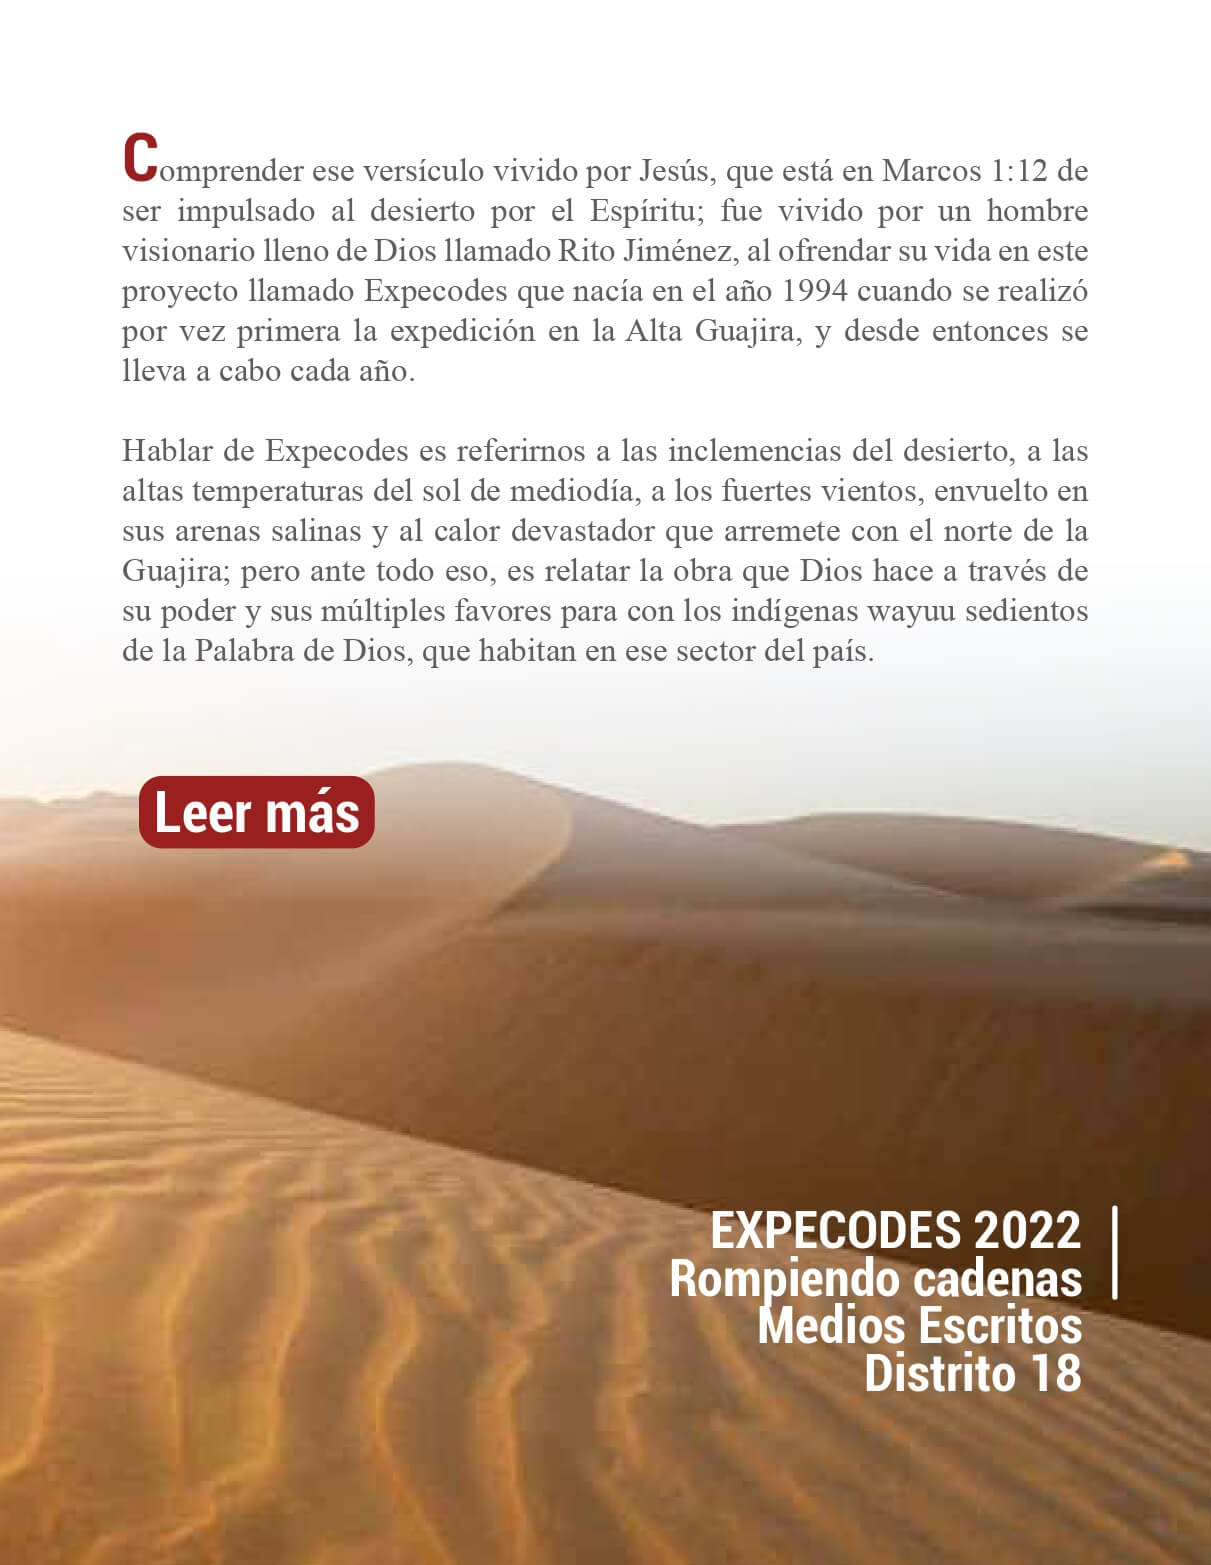 Comprender ese versículo vivido por Jesús, que está en Marcos 1:12 de
ser impulsado al desierto por el Espíritu; fue vivido por un hombre
visionario lleno de Dios llamado Rito Jiménez, al ofrendar su vida en este
proyecto llamado Expecodes que nacía en el año 1994 cuando se realizó
por vez primera la expedición en la Alta Guajira, y desde entonces se
lleva a cabo cada año.
Hablar de Expecodes es referirnos a las inclemencias del desierto, a las
altas temperaturas del sol de mediodía, a los fuertes vientos, envuelto en
sus arenas salinas y al calor devastador que arremete con el norte de la
Guajira; pero ante todo eso, es relatar la obra que Dios hace a través de
su poder y sus múltiples favores para con los indígenas wayuu sedientos
de la Palabra de Dios, que habitan en ese sector del país.
Leer más
EXPECODES 2022
Rompiendo cadenas
Medios Escritos
Distrito 18